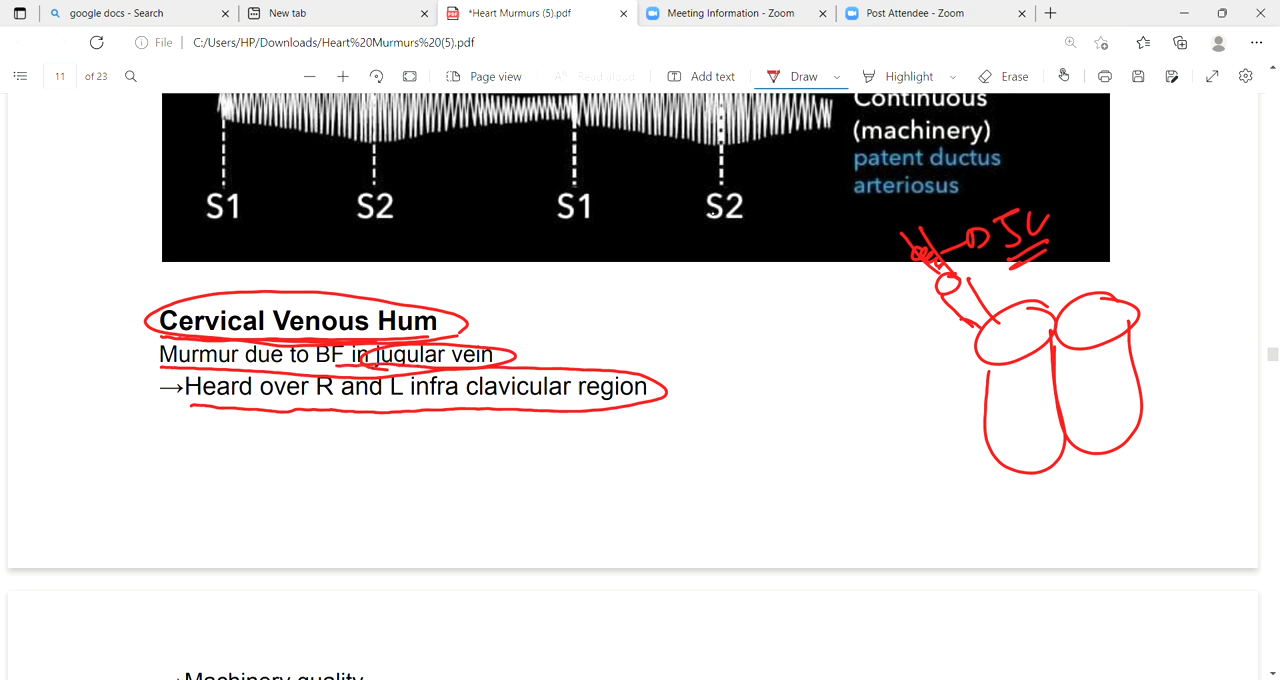 google docs - Search
New tab
*Heart Murmurs (5).pdf
Meeting Information - Zoom
Post Attendee - Zoom
File
C:/Users/HP/Downloads/Heart%20Murmurs%20(5).pdf
11 of 23
Page view
Read aloud
Add text
Draw
Highlight
Erase
Continuous
(machinery)
patent ductus
arteriosus
S1 S2 S1 S2
Cervical Venous Hum
Murmur due to BF in jugular vein
→Heard over R and L infra clavicular region
→Machinery quality